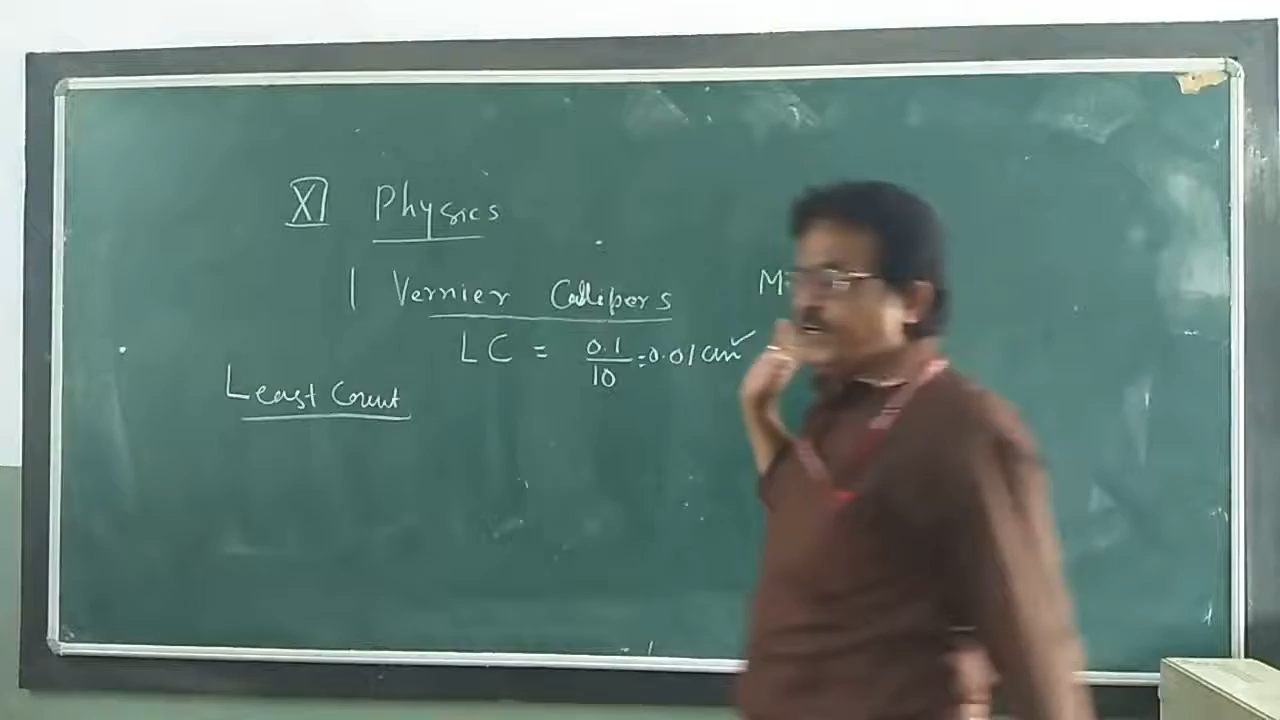 XI Physics
1 Vernier Callipers
LC = 0.1/10 = 0.01 cm ✓
Least Count